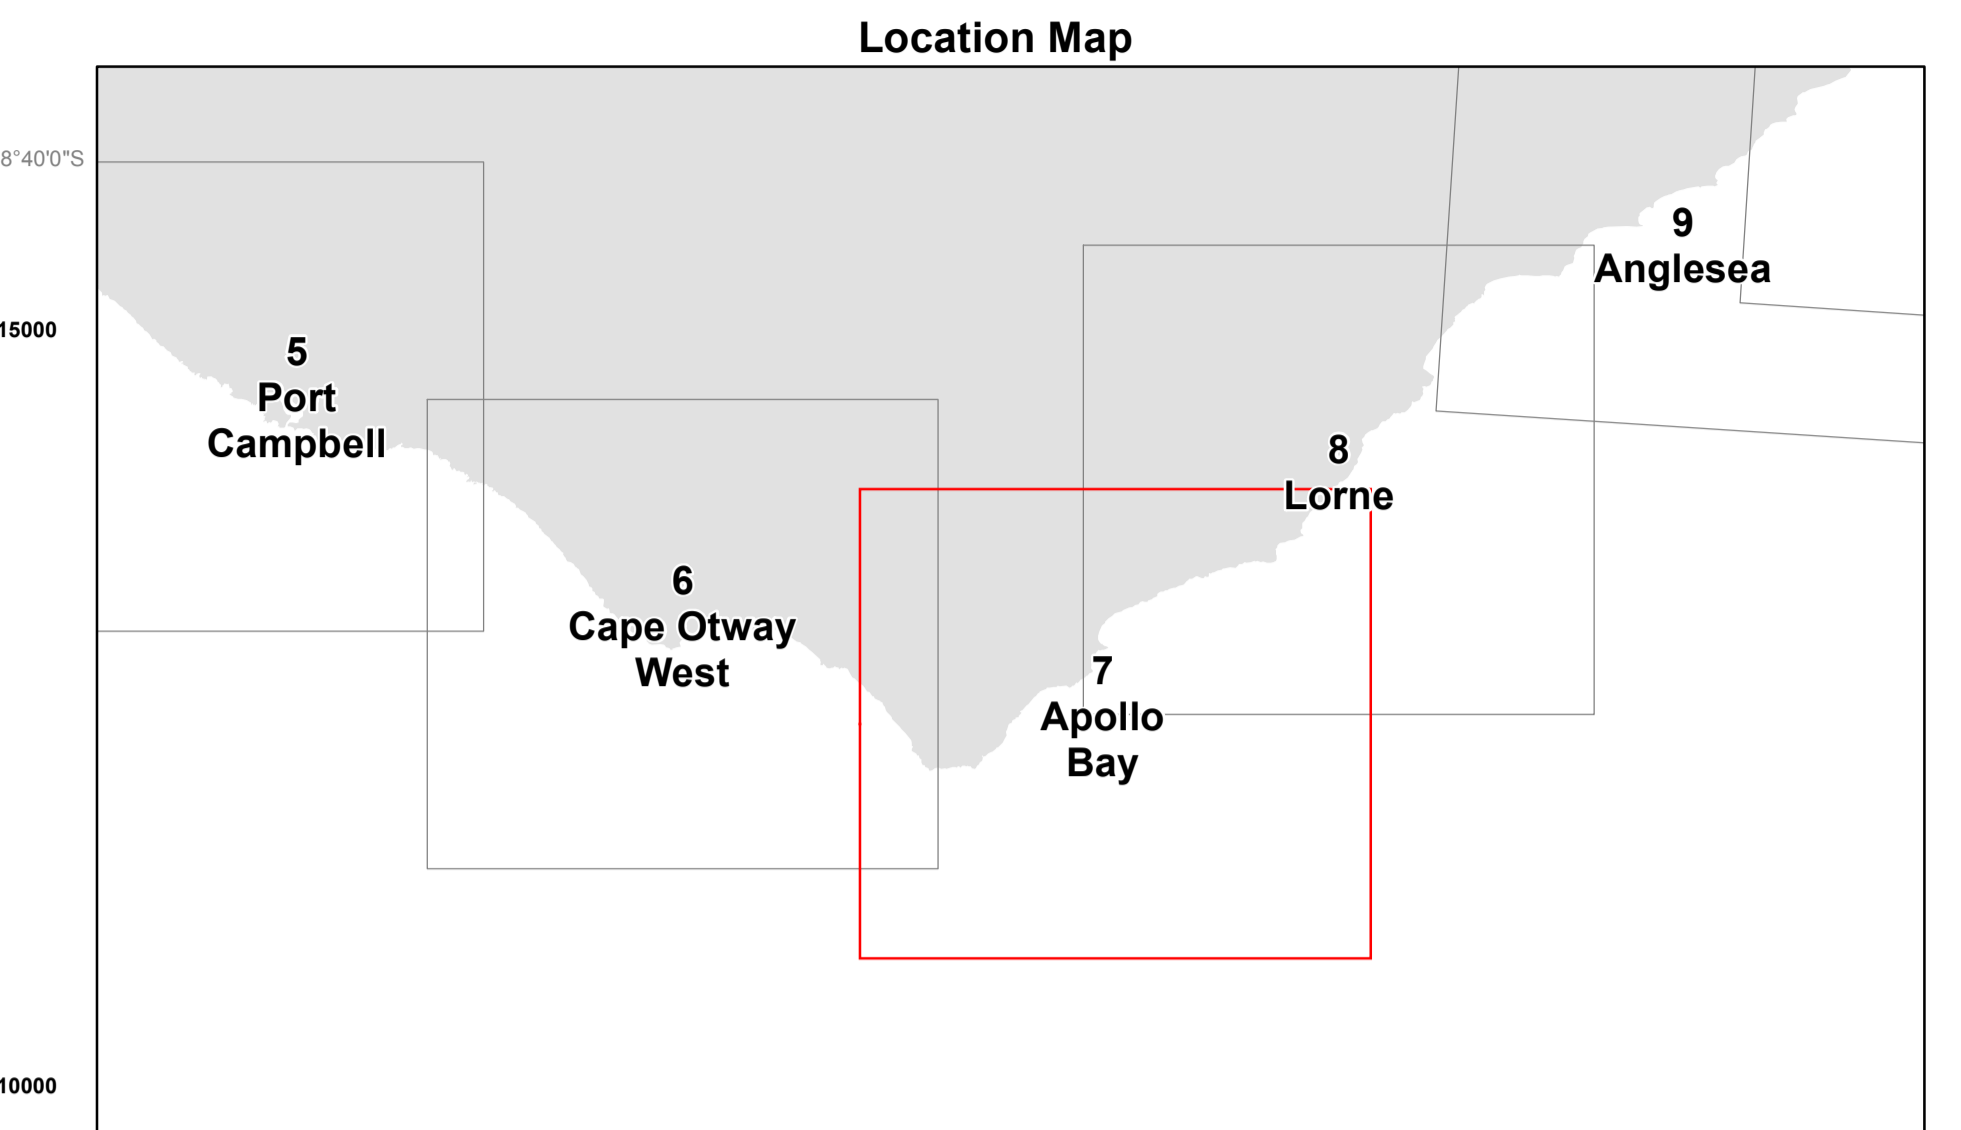 Location Map
8°40'0"S
9
Anglesea
15000
5
Port
Campbell
8
Lorne
6
Cape Otway
West
7
Apollo
Bay
10000